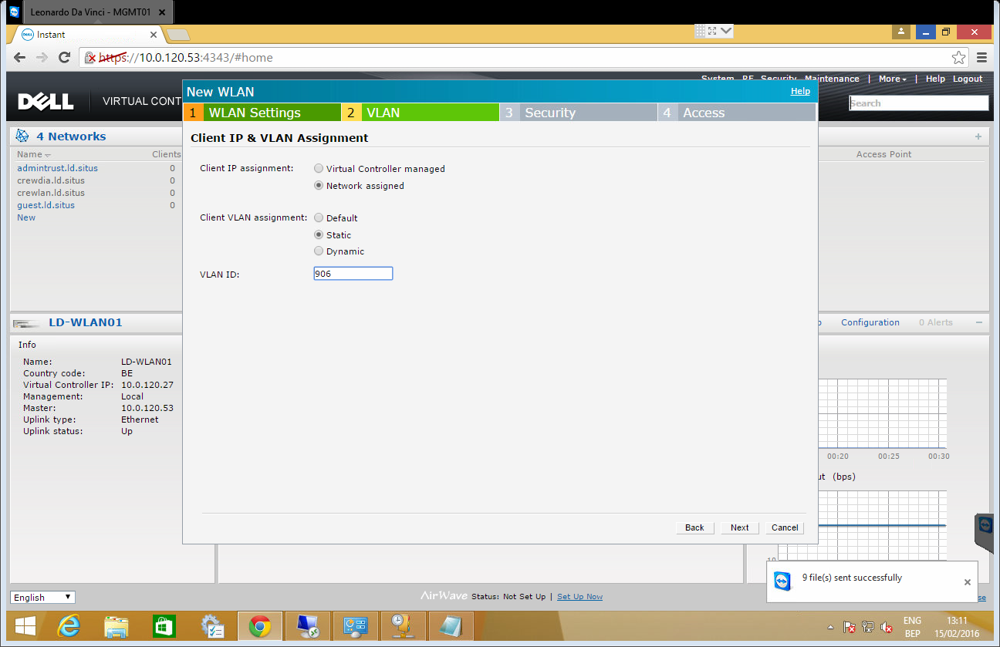 Leonardo Da Vinci - MGMT01
Instant
https://10.0.120.53:4343/#home
System RF Security Maintenance | More | Help Logout
DELL VIRTUAL CONT
Search
New WLAN
Help
1 WLAN Settings 2 VLAN 3 Security 4 Access
4 Networks
Name Clients
admintrust.ld.situs 0
crewdia.ld.situs 0
crewlan.ld.situs 0
guest.ld.situs 0
New
Client IP & VLAN Assignment
Client IP assignment:
Virtual Controller managed
Network assigned
Client VLAN assignment:
Default
Static
Dynamic
VLAN ID: 906
Back Next Cancel
Access Point
LD-WLAN01
Configuration 0 Alerts
Info
Name: LD-WLAN01
Country code: BE
Virtual Controller IP: 10.0.120.27
Management: Local
Master: 10.0.120.53
Uplink type: Ethernet
Uplink status: Up
00:20 00:25 00:30
ut (bps)
10
9 file(s) sent successfully
English
AirWave Status: Not Set Up | Set Up Now
se
ENG
BEP
13:11
15/02/2016